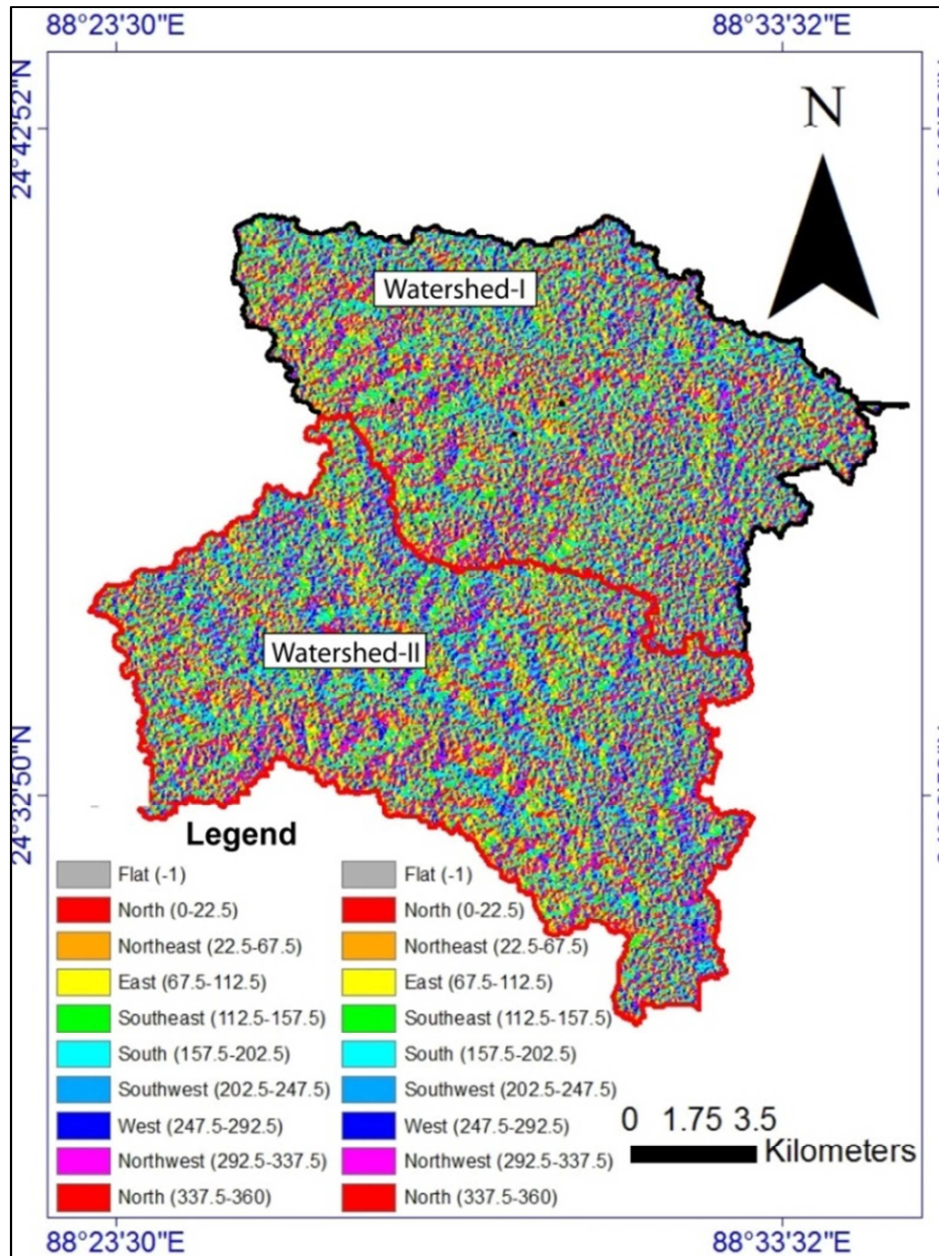 88°23'30"E 88°33'32"E
24°42'52"N
N
Watershed-I
Watershed-II
24°32'50"N
Legend
Flat (-1) Flat (-1)
North (0-22.5) North (0-22.5)
Northeast (22.5-67.5) Northeast (22.5-67.5)
East (67.5-112.5) East (67.5-112.5)
Southeast (112.5-157.5) Southeast (112.5-157.5)
South (157.5-202.5) South (157.5-202.5)
Southwest (202.5-247.5) Southwest (202.5-247.5)
West (247.5-292.5) West (247.5-292.5)
Northwest (292.5-337.5) Northwest (292.5-337.5)
North (337.5-360) North (337.5-360)
0 1.75 3.5
Kilometers
88°23'30"E 88°33'32"E